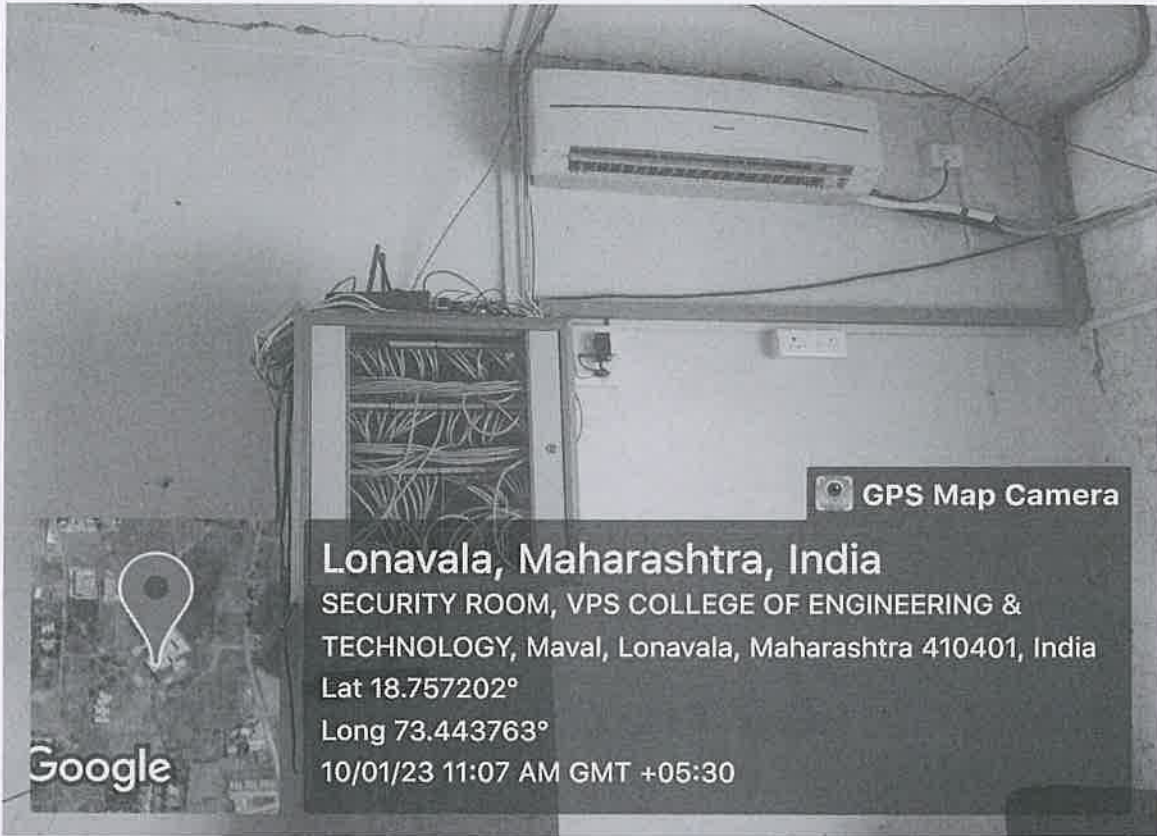 GPS Map Camera
Lonavala, Maharashtra, India
SECURITY ROOM, VPS COLLEGE OF ENGINEERING &
TECHNOLOGY, Maval, Lonavala, Maharashtra 410401, India
Lat 18.757202°
Long 73.443763°
10/01/23 11:07 AM GMT +05:30
Google